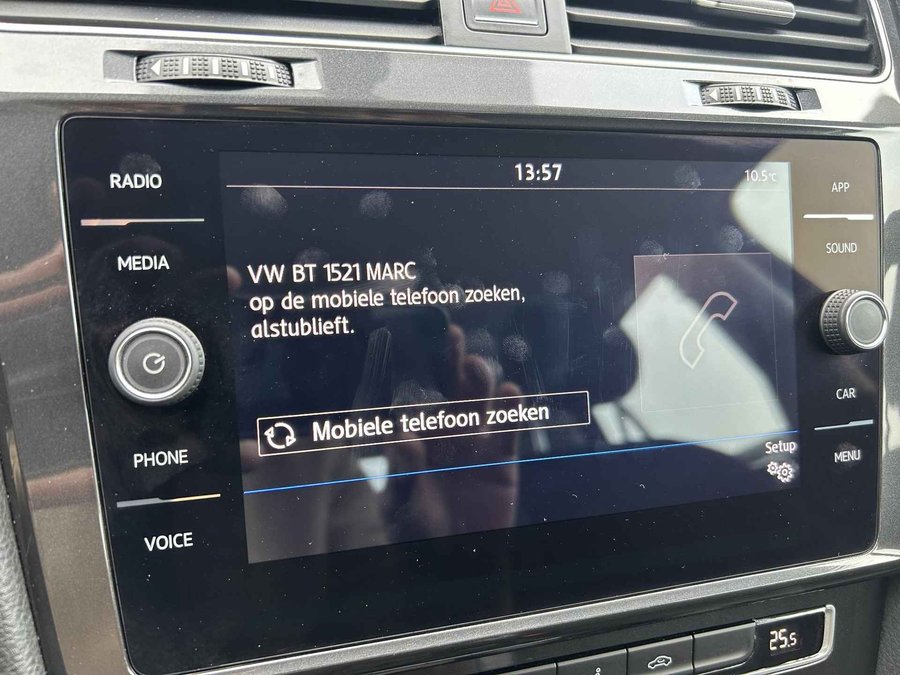 RADIO
MEDIA
PHONE
VOICE
13:57
10.5°C
VW BT 1521 MARC
op de mobiele telefoon zoeken,
alstublieft.
Mobiele telefoon zoeken
Setup
APP
SOUND
CAR
MENU
25.5